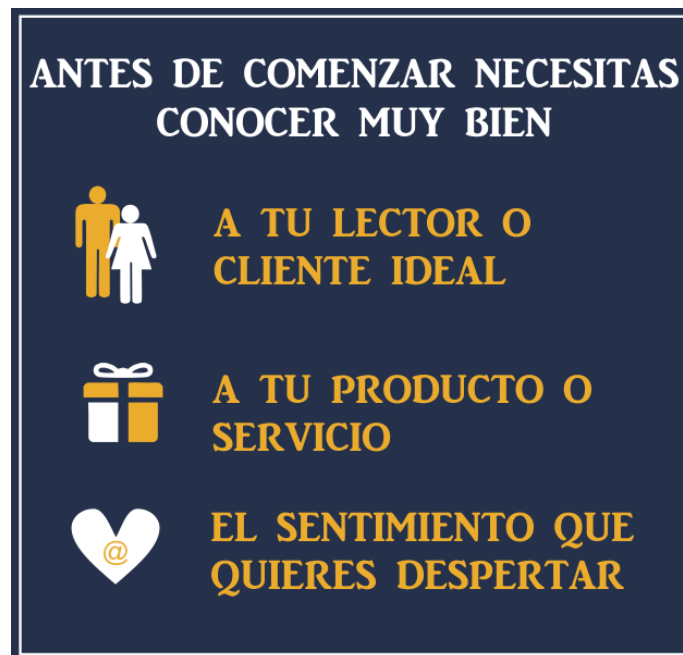 ANTES DE COMENZAR NECESITAS
CONOCER MUY BIEN
A TU LECTOR O
CLIENTE IDEAL
A TU PRODUCTO O
SERVICIO
@
EL SENTIMIENTO QUE
QUIERES DESPERTAR